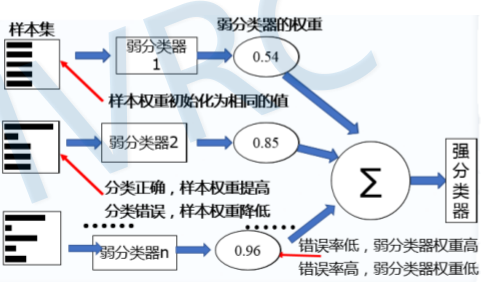 样本集
弱分类器的权重
弱分类器
1
0.54
样本权重初始化为相同的值
弱分类器2
0.85
分类正确，样本权重提高
分类错误，样本权重降低
......
......
弱分类器n
0.96
Σ
强分类器
错误率低，弱分类器权重高
错误率高，弱分类器权重低
IVRC